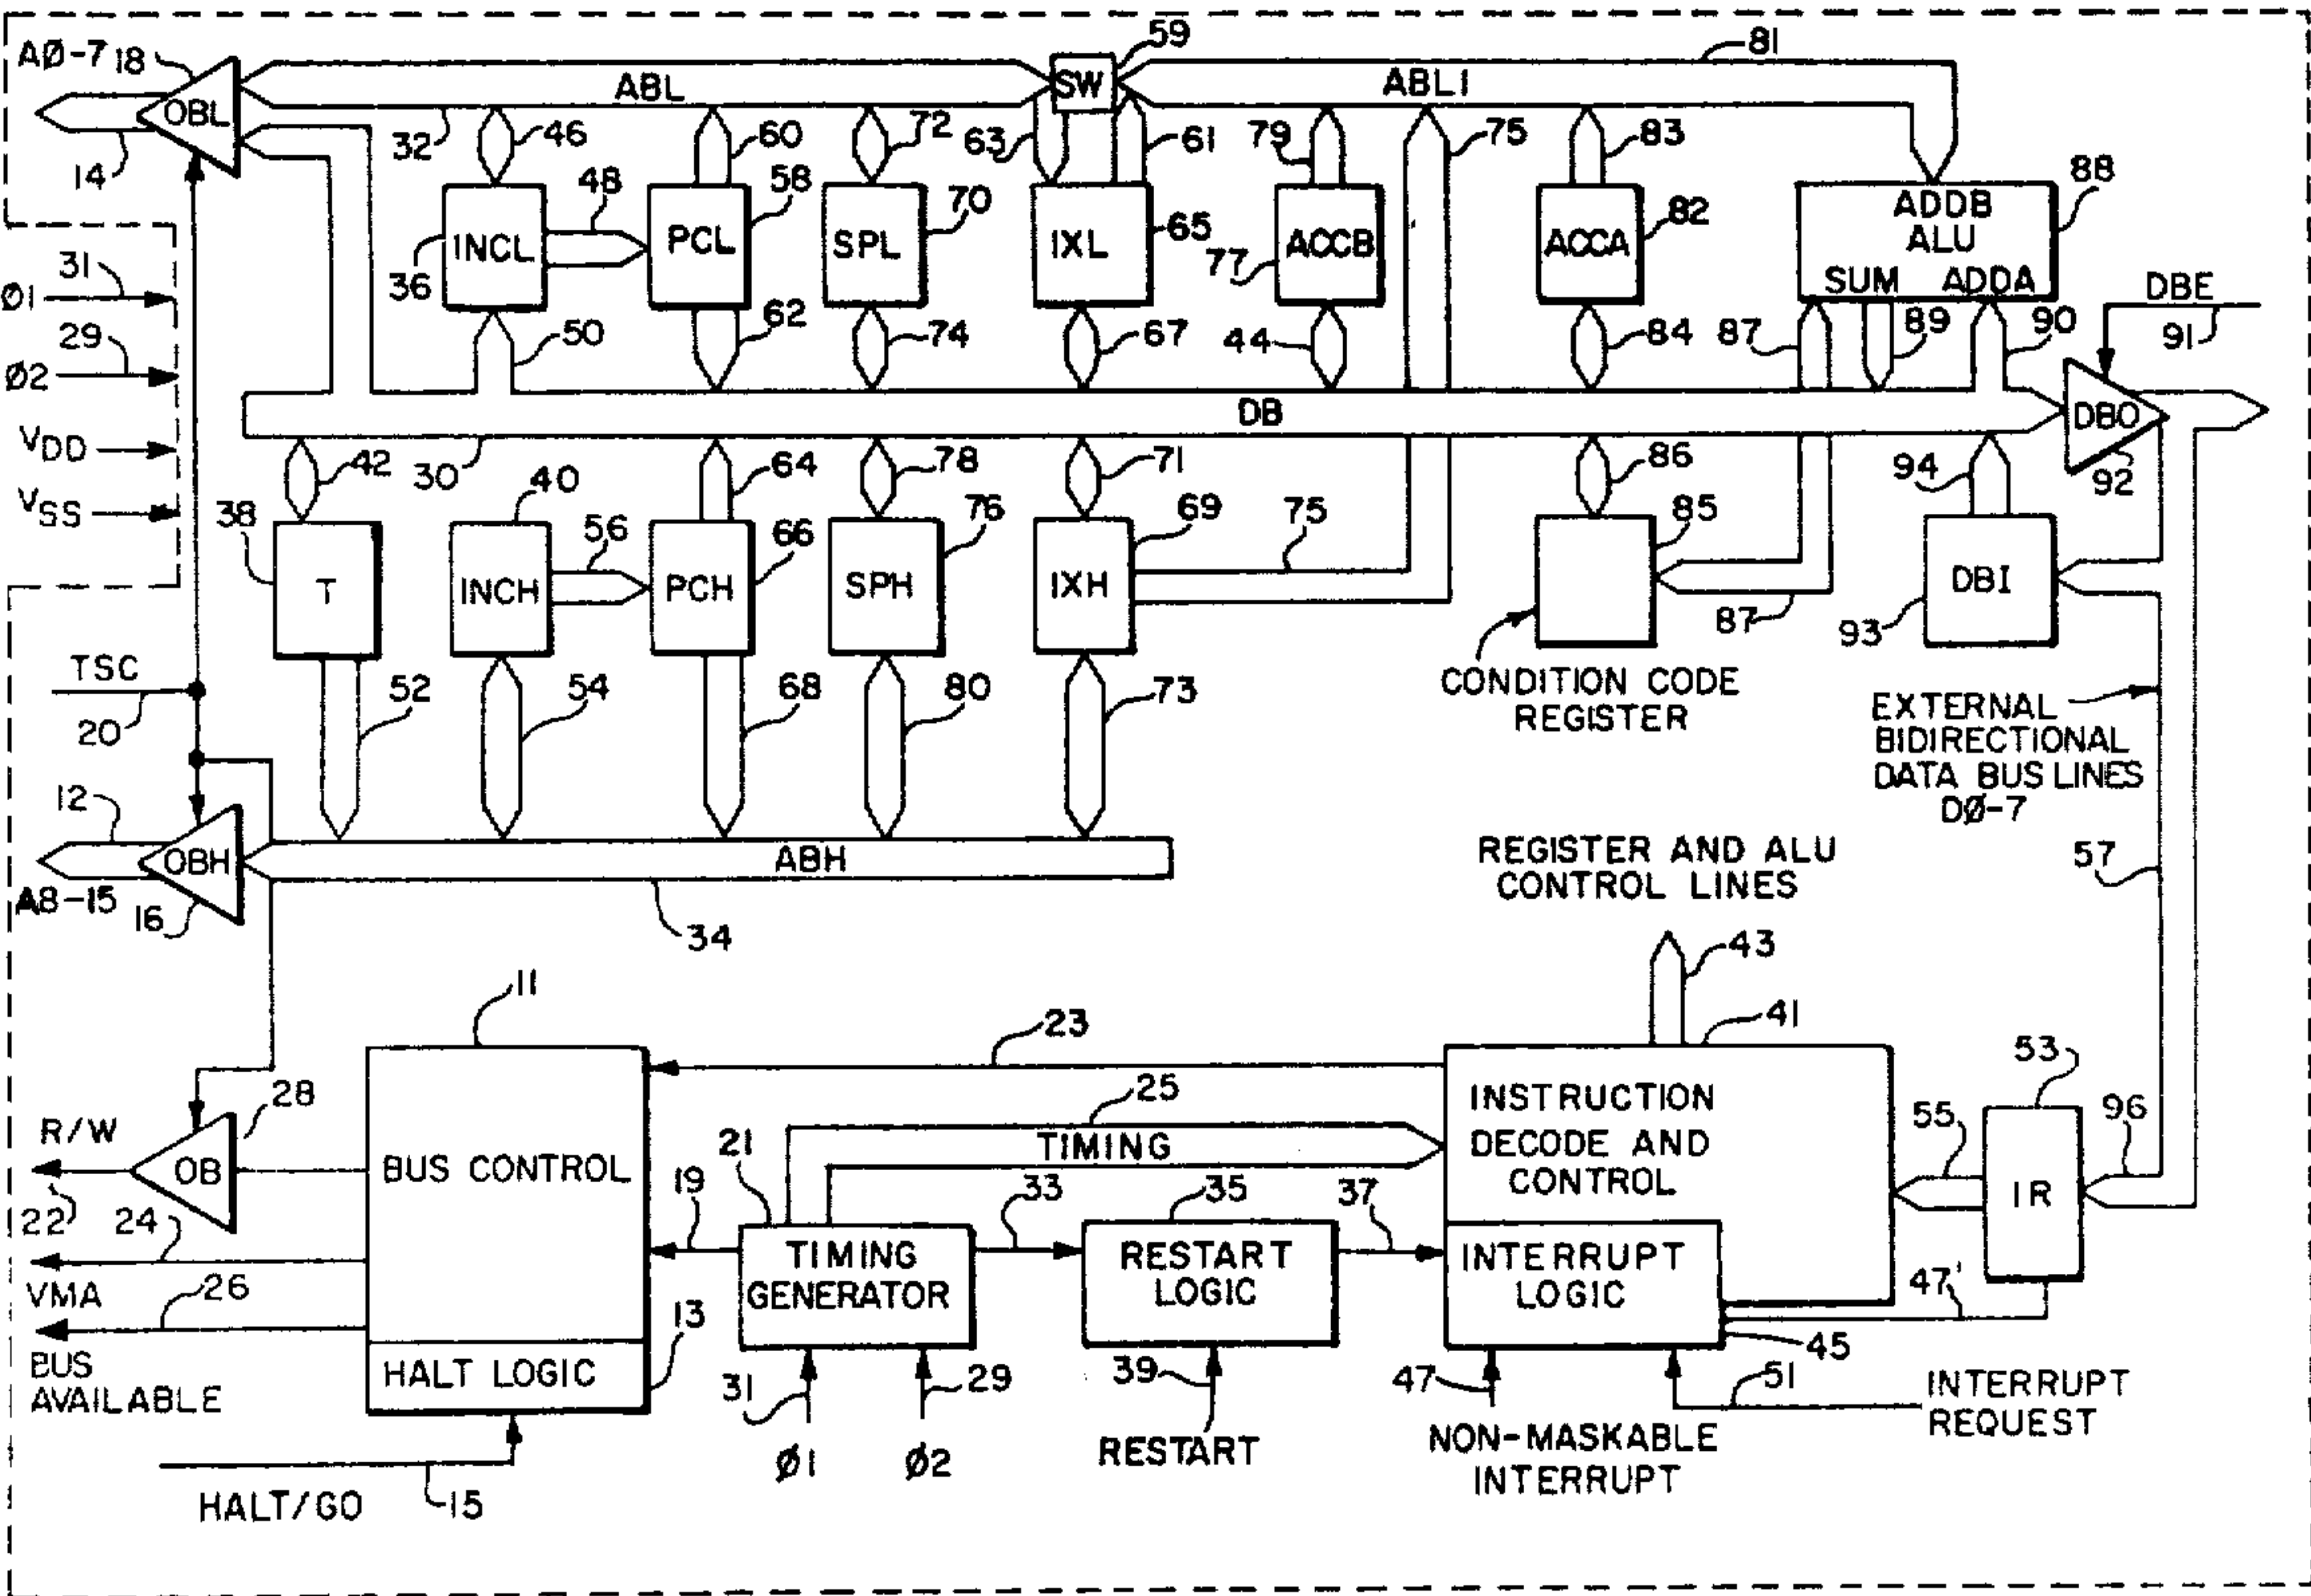 59
81
AØ-7
18
SW
OBL
ABL
ABLI
14
32
46
60
72
63
61
79
75
83
48
58
70
65
77
82
88
INCL
PCL
SPL
IXL
ACCB
ACCA
ADDB
ALU
SUM
ADDA
36
31
Ø1
29
Ø2
VDD
VSS
50
62
74
67
44
84
87
89
90
DBE
91
DB
DBO
92
42
30
64
78
71
86
94
38
40
56
66
76
69
75
85
T
INCH
PCH
SPH
IXH
DBI
87
93
TSC
20
52
54
68
80
73
CONDITION CODE
REGISTER
EXTERNAL
BIDIRECTIONAL
DATA BUS LINES
DØ-7
12
OBH
ABH
A8-15
16
34
REGISTER AND ALU
CONTROL LINES
57
43
11
23
41
53
28
25
R/W
OB
22
24
BUS CONTROL
21
TIMING
INSTRUCTION
DECODE AND
CONTROL
55
96
IR
19
33
35
37
VMA
26
TIMING
GENERATOR
RESTART
LOGIC
INTERRUPT
LOGIC
47'
13
45
BUS
AVAILABLE
HALT LOGIC
31
29
39
47
51
INTERRUPT
REQUEST
Ø1
Ø2
RESTART
NON-MASKABLE
INTERRUPT
HALT/GO
15